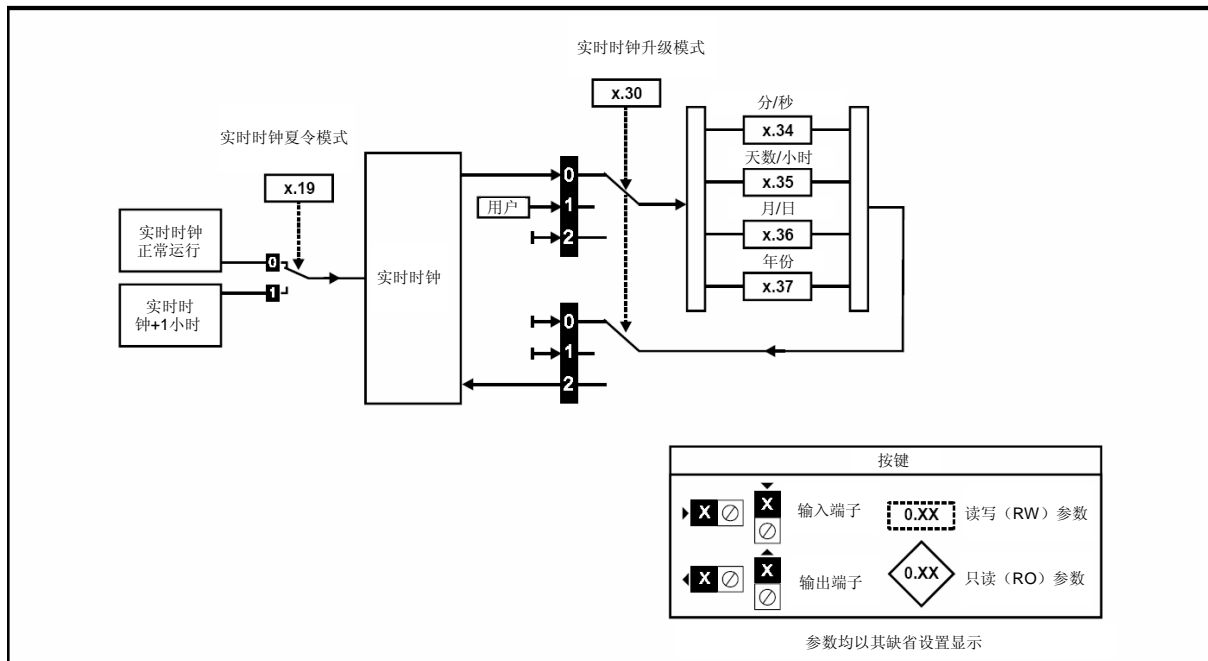 实时时钟升级模式
x.30
分/秒
x.34
天数/小时
x.35
月/日
x.36
年份
x.37
实时时钟夏令模式
x.19
实时时钟
正常运行
0
1
实时时
钟+1小时
实时时钟
0
用户
1
2
0
1
2
按键
X
X
输入端子
0.XX
读写（RW）参数
X
X
输出端子
0.XX
只读（RO）参数
参数均以其缺省设置显示